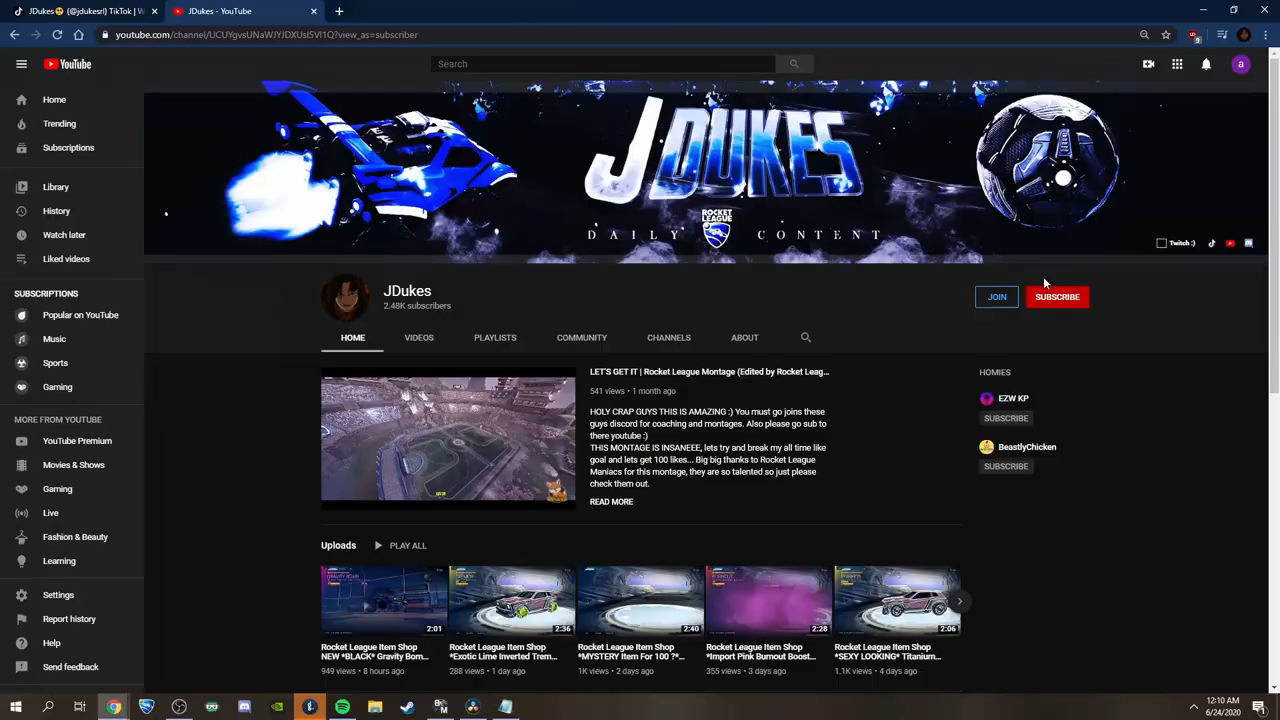 JDukes😳 (@jdukesrl) TikTok | W
JDukes - YouTube
youtube.com/channel/UCUYgvsUNaWJYJDXUsISVI1Q?view_as=subscriber
YouTube
Search
a
Home
Trending
Subscriptions
Library
History
Watch later
Liked videos
SUBSCRIPTIONS
Popular on YouTube
Music
Sports
Gaming
MORE FROM YOUTUBE
YouTube Premium
Movies & Shows
Gaming
Live
Fashion & Beauty
Learning
Settings
Report history
Help
Send feedback
JDUKES
ROCKET
LEAGUE
DAILY CONTENT
Twitch :)
JDukes
2.48K subscribers
JOIN
SUBSCRIBE
HOME
VIDEOS
PLAYLISTS
COMMUNITY
CHANNELS
ABOUT
LET'S GET IT | Rocket League Montage (Edited by Rocket Leag...
541 views • 1 month ago
HOLY CRAP GUYS THIS IS AMAZING :) You must go joins these
guys discord for coaching and montages. Also please go sub to
there youtube :)
THIS MONTAGE IS INSANEEE, lets try and break my all time like
goal and lets get 100 likes... Big big thanks to Rocket League
Maniacs for this montage, they are so talented so just please
check them out.
READ MORE
HOMIES
EZW KP
SUBSCRIBE
BeastlyChicken
SUBSCRIBE
Uploads
PLAY ALL
2:01
2:36
2:40
2:28
2:06
Rocket League Item Shop
NEW *BLACK* Gravity Bom...
949 views • 8 hours ago
Rocket League Item Shop
*Exotic Lime Inverted Trem...
288 views • 1 day ago
Rocket League Item Shop
*MYSTERY Item For 100 ?*...
1K views • 2 days ago
Rocket League Item Shop
*Import Pink Burnout Boost...
355 views • 3 days ago
Rocket League Item Shop
*SEXY LOOKING* Titanium...
1.1K views • 4 days ago
12:10 AM
6/24/2020